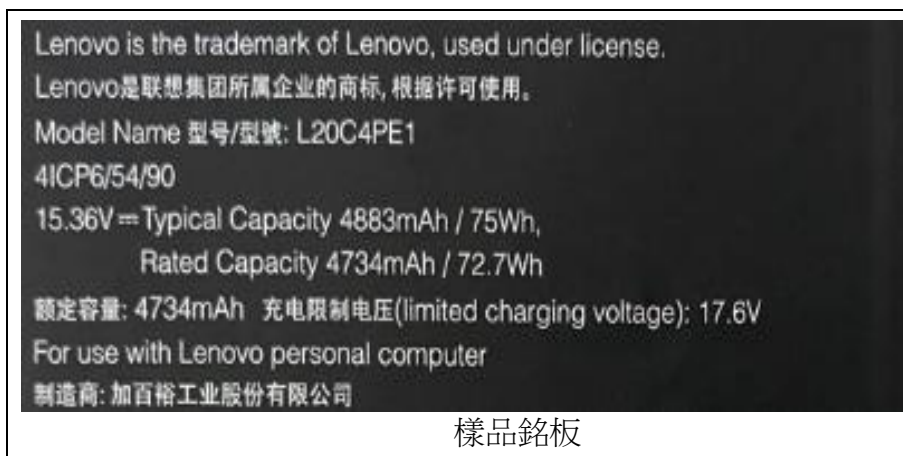 Lenovo is the trademark of Lenovo, used under license.
Lenovo是联想集团所属企业的商标, 根据许可使用。
Model Name 型号/型號: L20C4PE1
4ICP6/54/90
15.36V⎓Typical Capacity 4883mAh / 75Wh,
Rated Capacity 4734mAh / 72.7Wh
额定容量: 4734mAh 充电限制电压(limited charging voltage): 17.6V
For use with Lenovo personal computer
制造商: 加百裕工业股份有限公司
樣品銘板